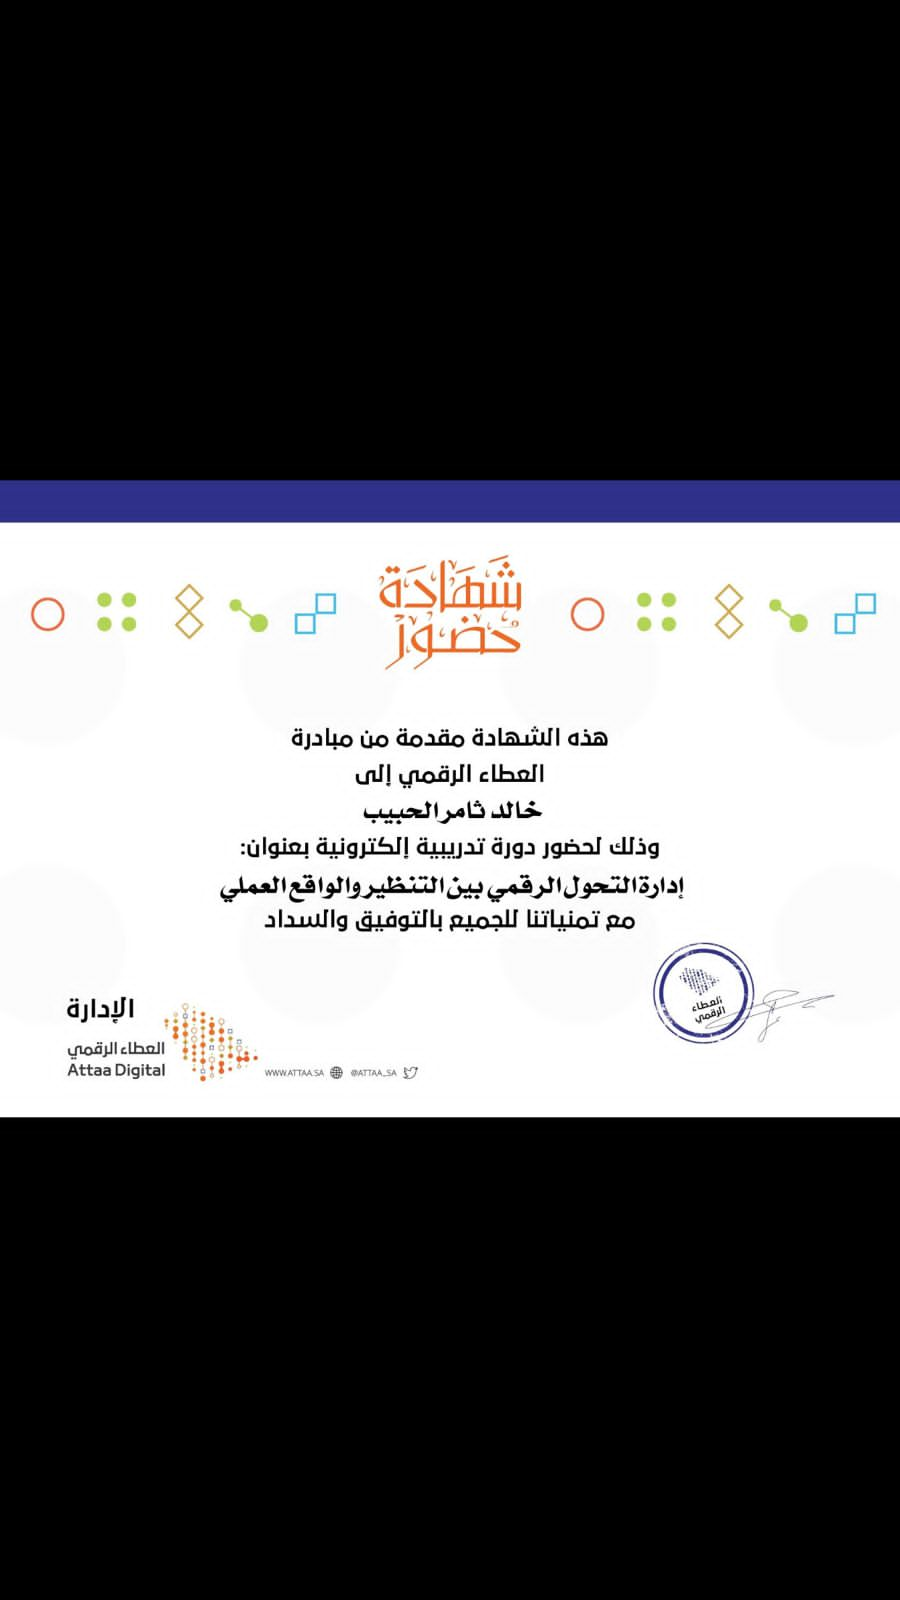 شَهَادَة
حُضُورْ
هذه الشهادة مقدمة من مبادرة
العطاء الرقمي إلى
خالد ثامر الحبيب
وذلك لحضور دورة تدريبية إلكترونية بعنوان:
إدارة التحول الرقمي بين التنظير والواقع العملي
مع تمنياتنا للجميع بالتوفيق والسداد
العطاء
الرقمي
الإدارة
العطاء الرقمي
Attaa Digital
WWW.ATTAA.SA @ATTAA_SA